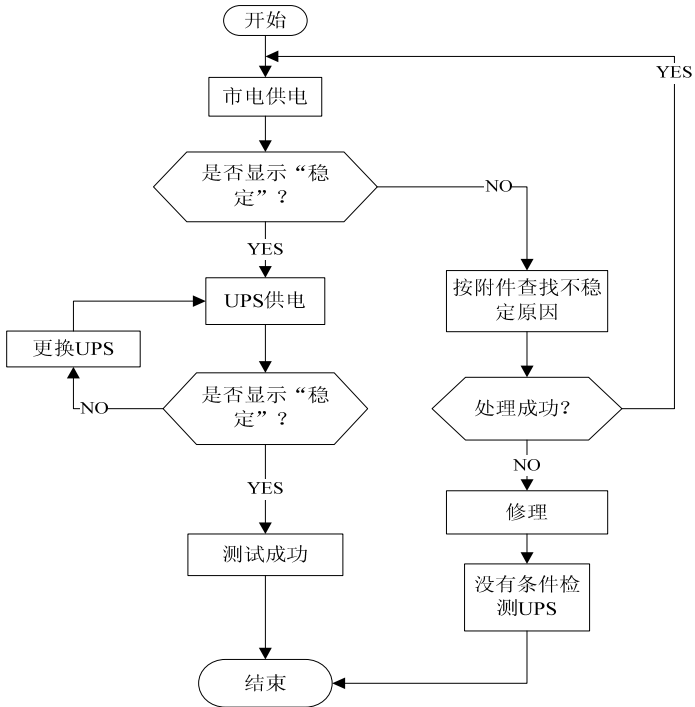 开始
YES
市电供电
是否显示“稳
定”？
NO
YES
UPS供电
按附件查找不稳
定原因
更换UPS
是否显示“稳
定”？
处理成功?
NO
NO
YES
修理
测试成功
没有条件检
测UPS
结束